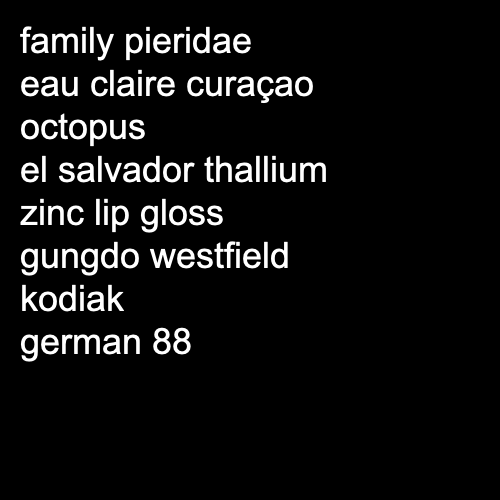 family pieridae
eau claire curaçao
octopus
el salvador thallium
zinc lip gloss
gungdo westfield
kodiak
german 88